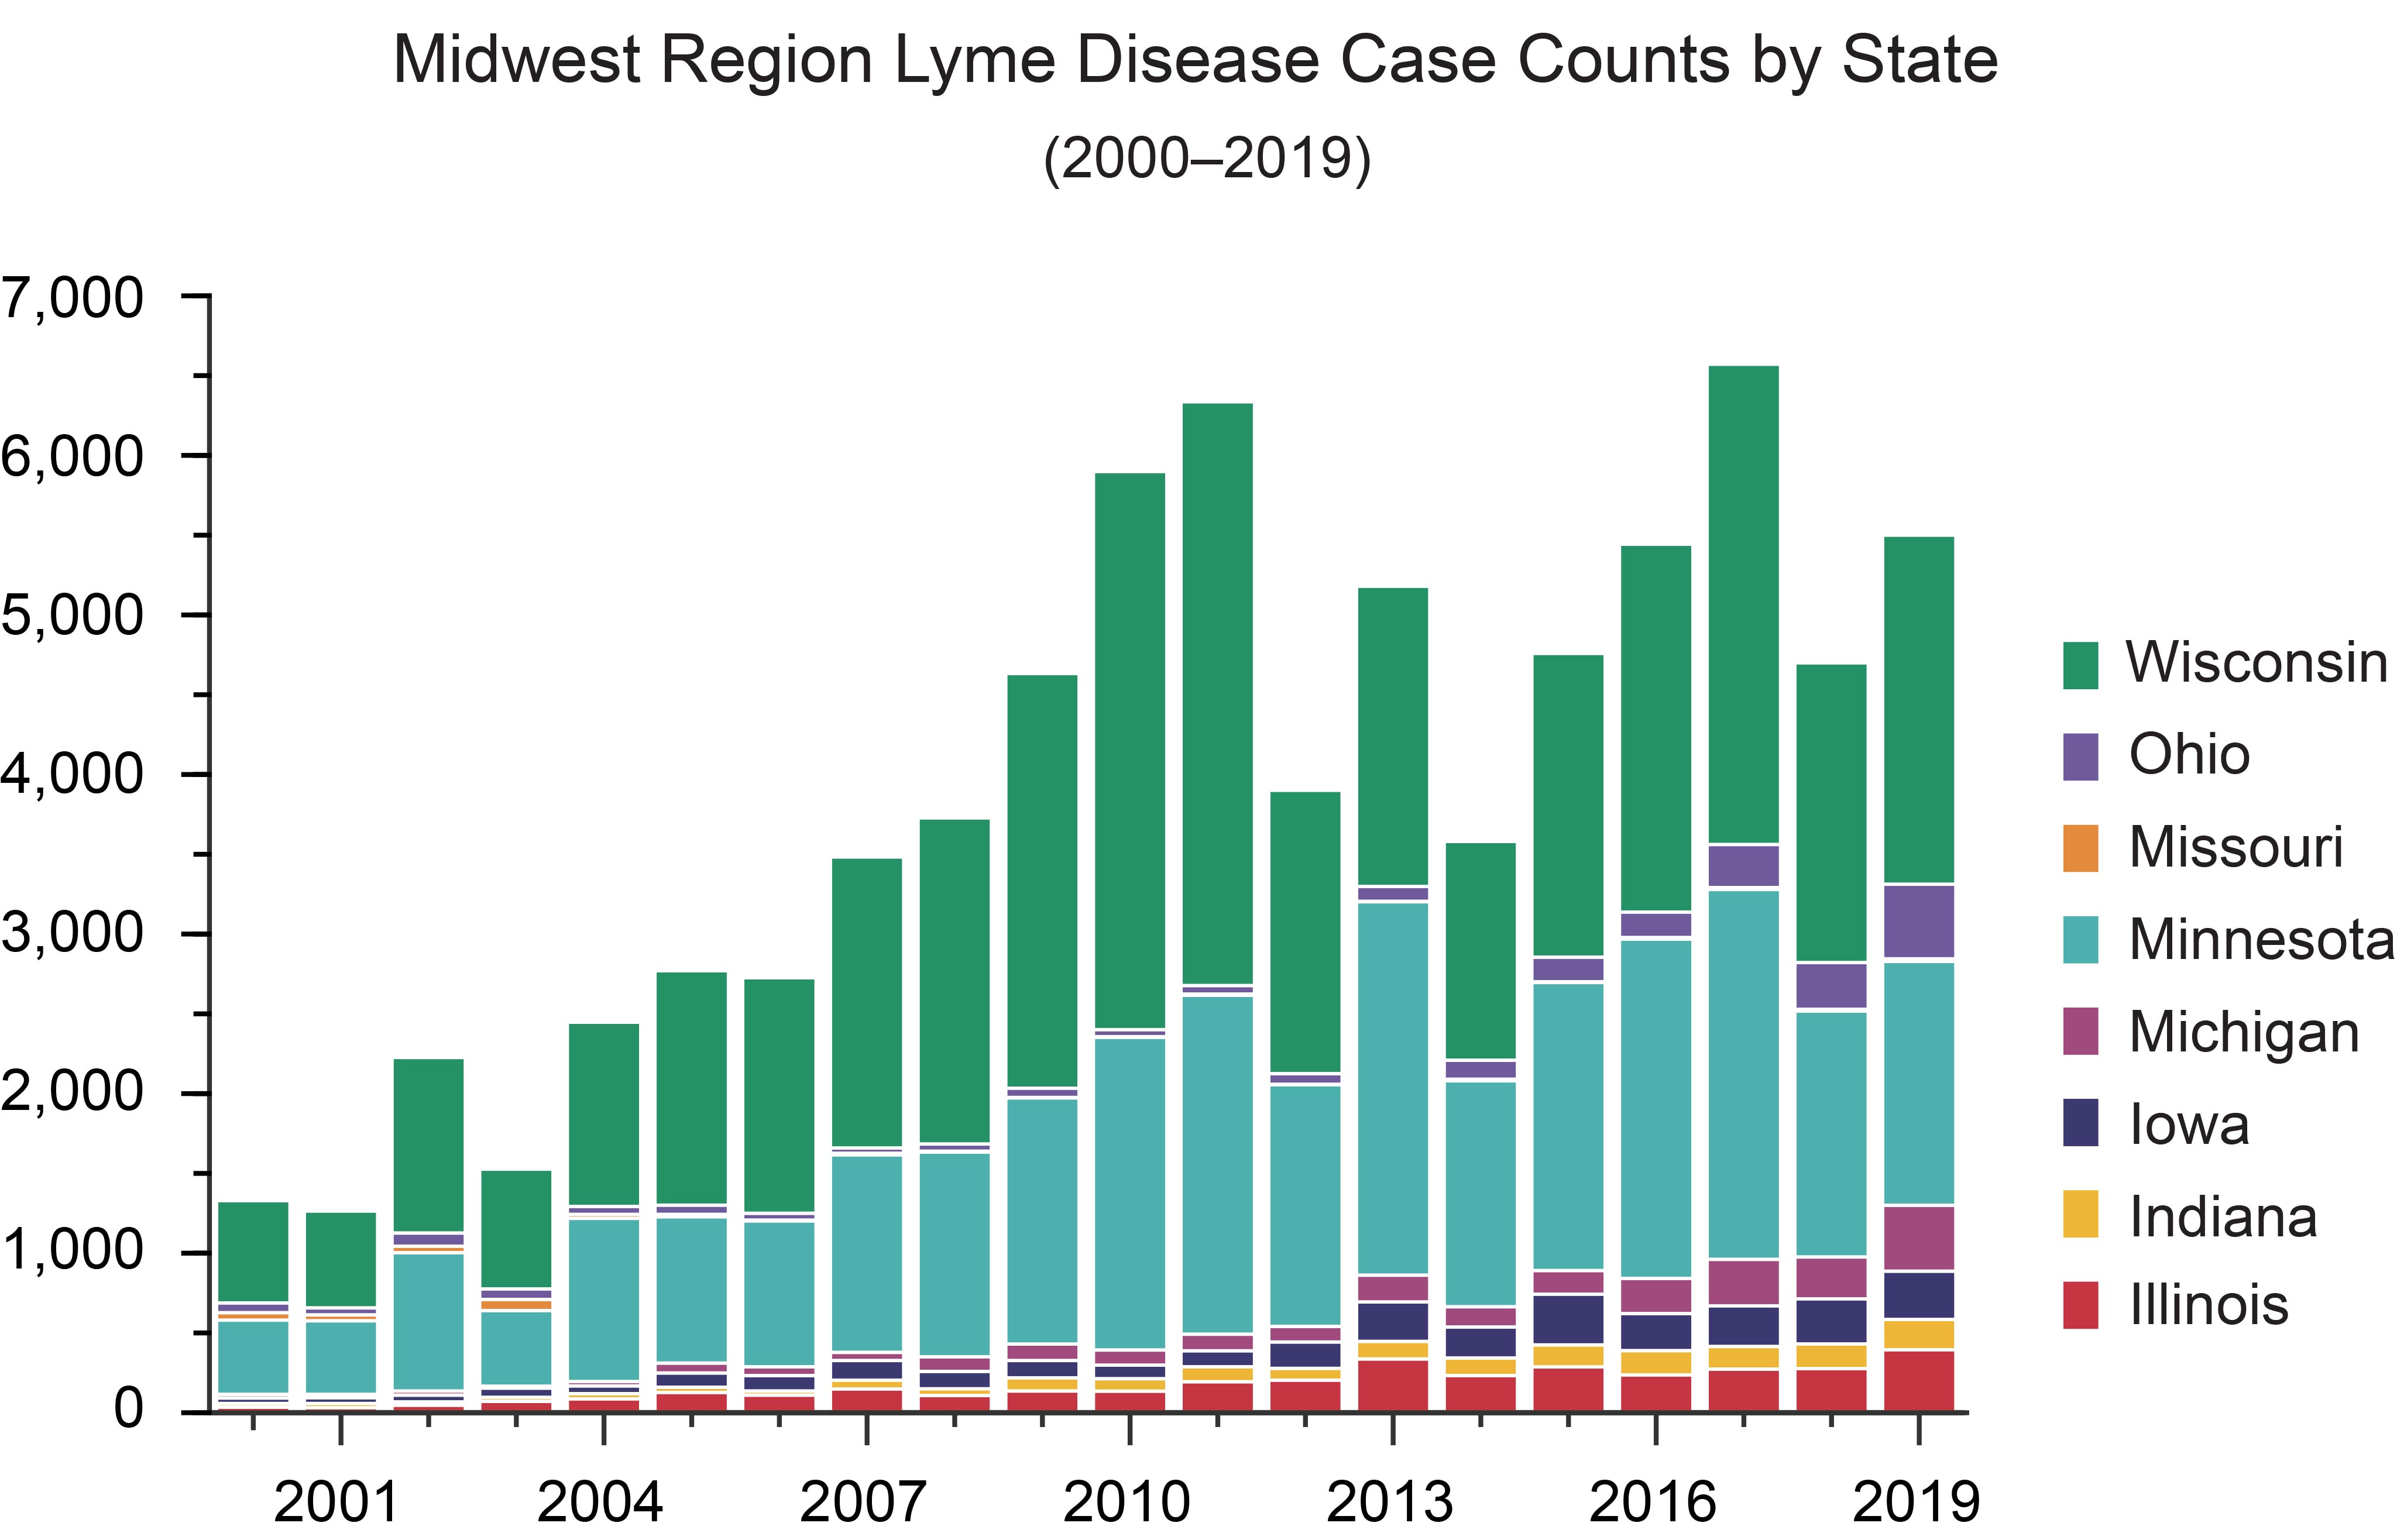 Midwest Region Lyme Disease Case Counts by State
(2000–2019)
7,000
6,000
5,000
4,000
3,000
2,000
1,000
0
2001 2004 2007 2010 2013 2016 2019
Wisconsin
Ohio
Missouri
Minnesota
Michigan
Iowa
Indiana
Illinois